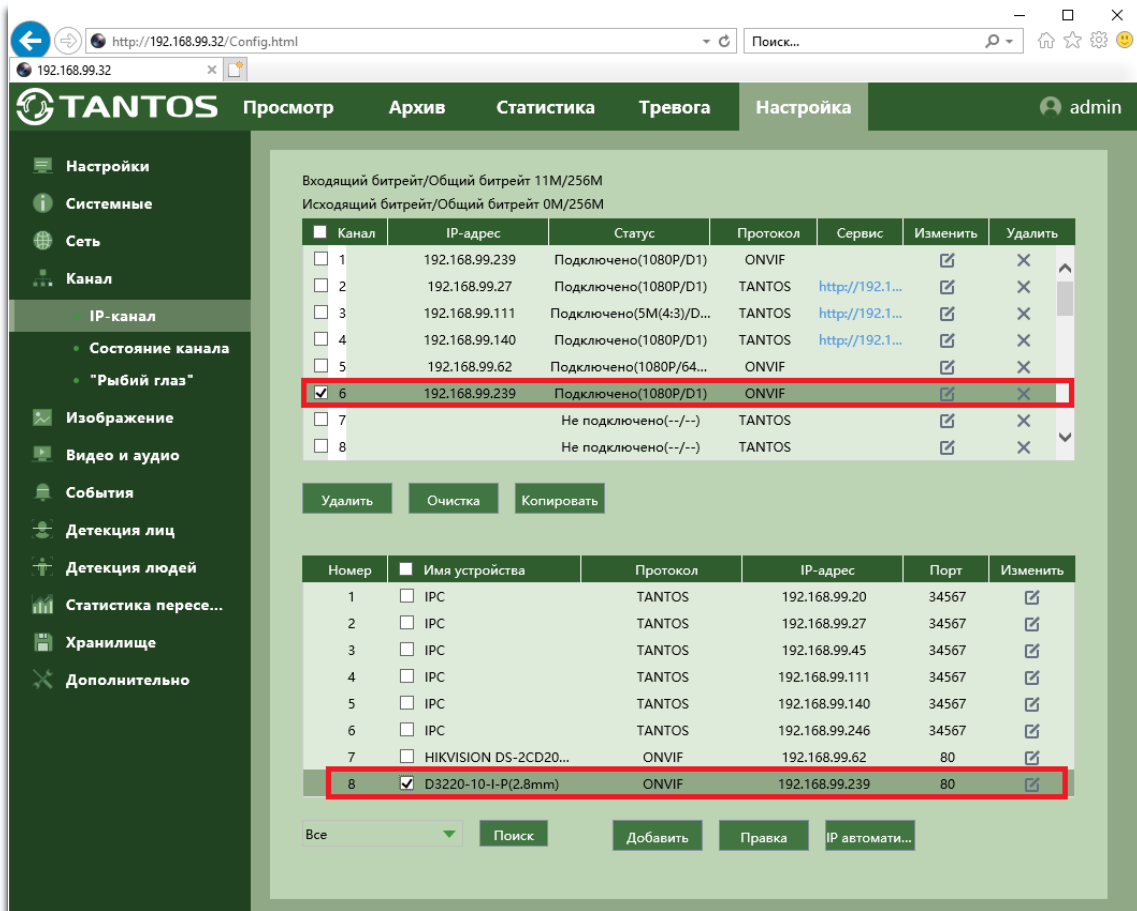 http://192.168.99.32/Config.html Поиск...
192.168.99.32
TANTOS Просмотр Архив Статистика Тревога Настройка admin
Настройки
Системные
Сеть
Канал
IP-канал
Состояние канала
"Рыбий глаз"
Изображение
Видео и аудио
События
Детекция лиц
Детекция людей
Статистика пересе...
Хранилище
Дополнительно
Входящий битрейт/Общий битрейт 11M/256M
Исходящий битрейт/Общий битрейт 0M/256M
Канал IP-адрес Статус Протокол Сервис Изменить Удалить
1 192.168.99.239 Подключено(1080P/D1) ONVIF
2 192.168.99.27 Подключено(1080P/D1) TANTOS http://192.1...
3 192.168.99.111 Подключено(5M(4:3)/D... TANTOS http://192.1...
4 192.168.99.140 Подключено(1080P/D1) TANTOS http://192.1...
5 192.168.99.62 Подключено(1080P/64... ONVIF
6 192.168.99.239 Подключено(1080P/D1) ONVIF
7 Не подключено(--/--) TANTOS
8 Не подключено(--/--) TANTOS
Удалить Очистка Копировать
Номер Имя устройства Протокол IP-адрес Порт Изменить
1 IPC TANTOS 192.168.99.20 34567
2 IPC TANTOS 192.168.99.27 34567
3 IPC TANTOS 192.168.99.45 34567
4 IPC TANTOS 192.168.99.111 34567
5 IPC TANTOS 192.168.99.140 34567
6 IPC TANTOS 192.168.99.246 34567
7 HIKVISION DS-2CD20... ONVIF 192.168.99.62 80
8 D3220-10-I-P(2.8mm) ONVIF 192.168.99.239 80
Все Поиск Добавить Правка IP автомати...